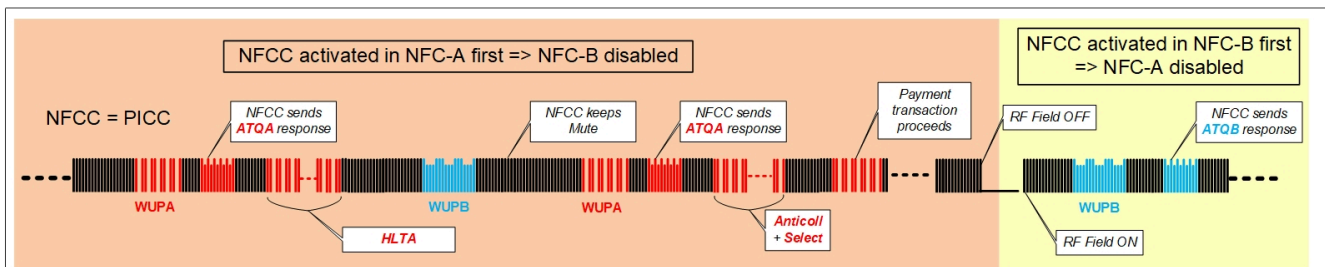 NFCC activated in NFC-A first => NFC-B disabled
NFCC activated in NFC-B first
=> NFC-A disabled
NFCC = PICC
NFCC sends
ATQA response
NFCC keeps
Mute
NFCC sends
ATQA response
Payment
transaction
proceeds
RF Field OFF
NFCC sends
ATQB response
WUPA
WUPB
WUPA
WUPB
HLTA
Anticoll
+ Select
RF Field ON